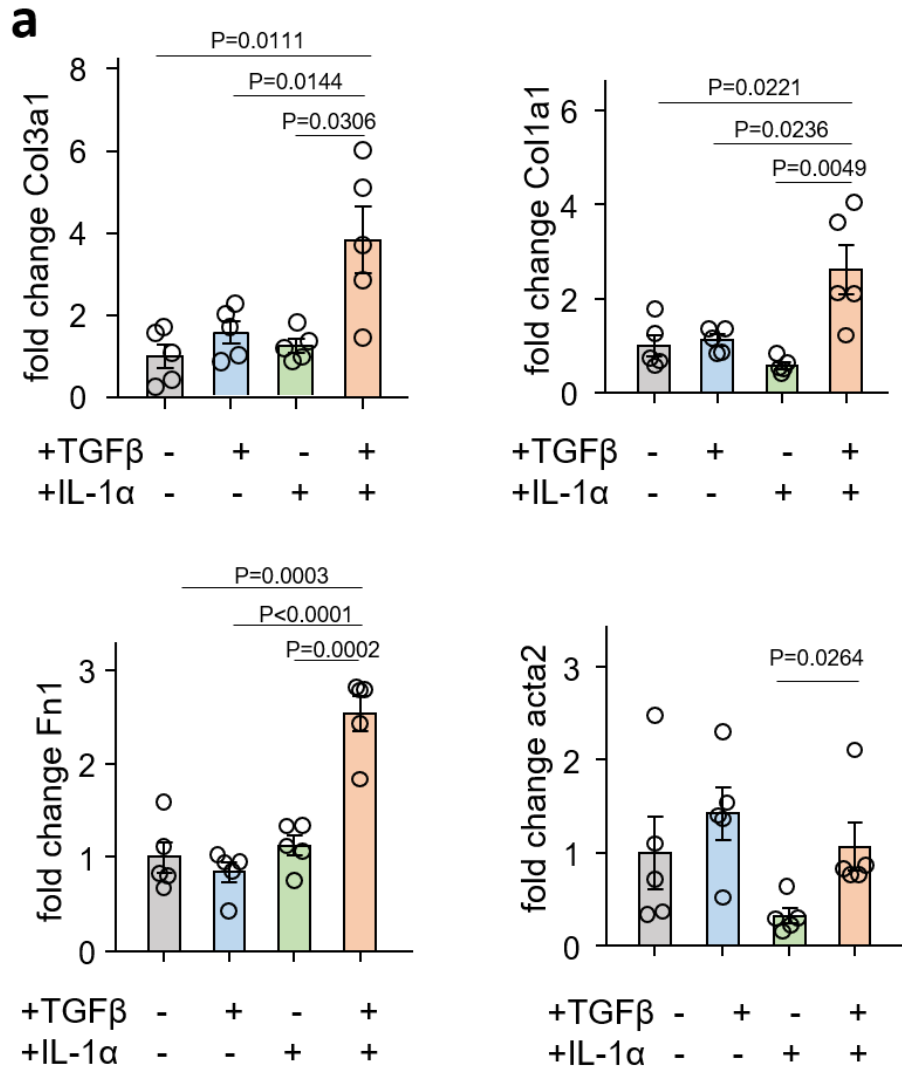 a
P=0.0111
P=0.0144
P=0.0306
fold change Col3a1
8
6
4
2
0
+TGFβ - + - +
+IL-1α - - + +
P=0.0221
P=0.0236
P=0.0049
fold change Col1a1
6
4
2
0
+TGFβ - + - +
+IL-1α - - + +
P=0.0003
P<0.0001
P=0.0002
fold change Fn1
3
2
1
0
+TGFβ - + - +
+IL-1α - - + +
P=0.0264
fold change acta2
3
2
1
0
+TGFβ - + - +
+IL-1α - - + +